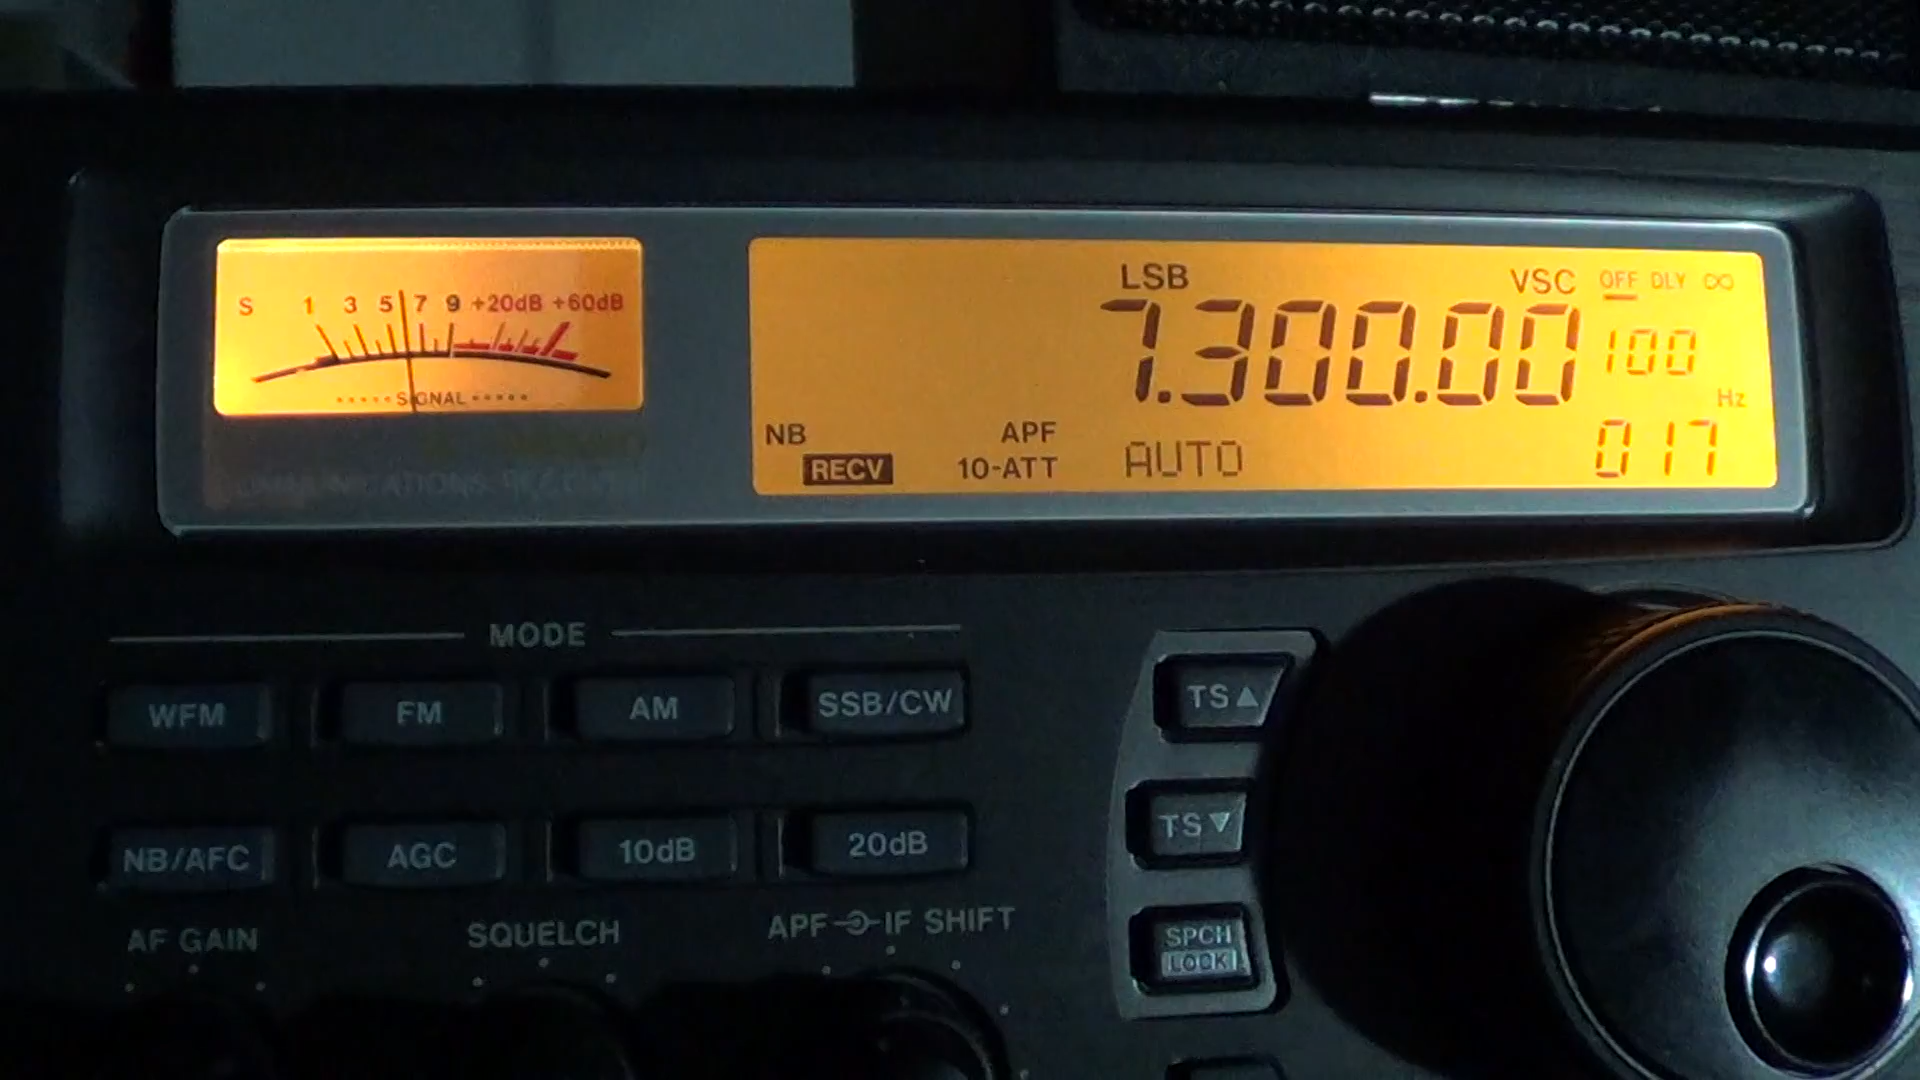 S 1 3 5 7 9 +20dB +60dB
SIGNAL
COMMUNICATIONS RECEIVER
LSB VSC OFF DLY ∞
7.300.00 100
Hz
NB APF
RECV 10-ATT AUTO 017
MODE
WFM FM AM SSB/CW
NB/AFC AGC 10dB 20dB
AF GAIN SQUELCH APF IF SHIFT
TS▲
TS▼
SPCH
LOCK